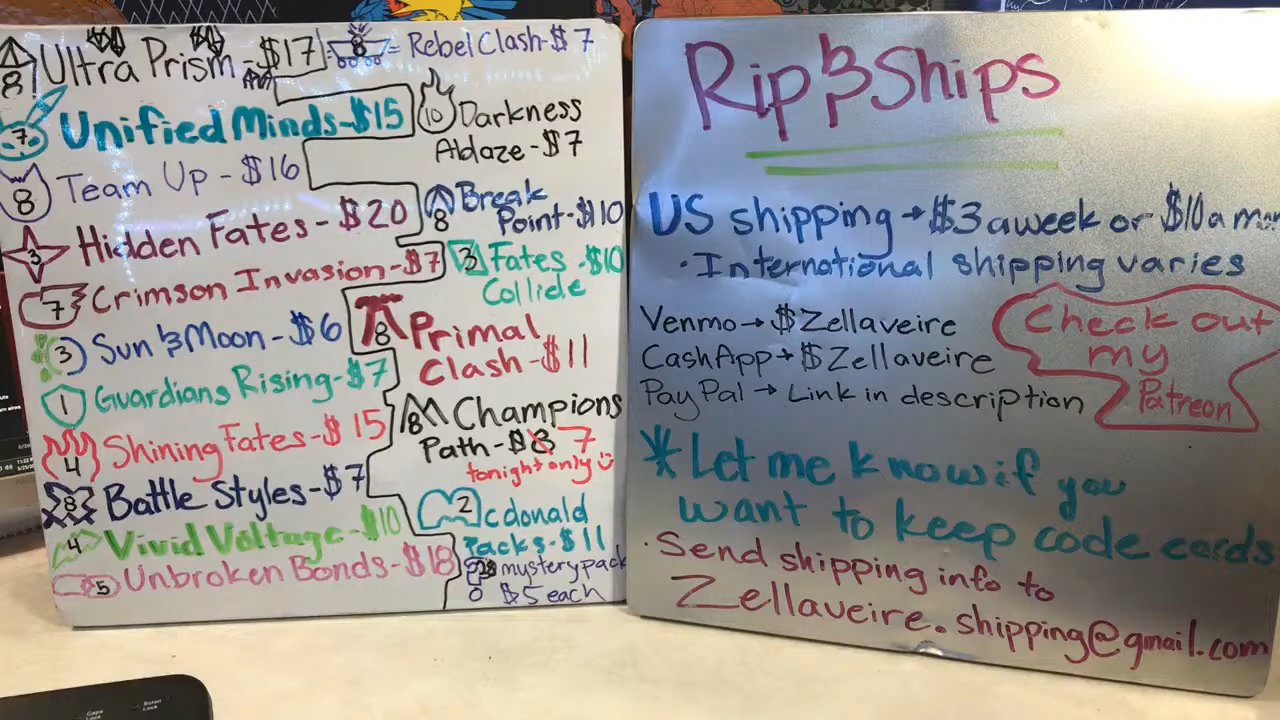 8 Ultra Prism - $17
7 Unified Minds - $15
8 Team Up - $16
3 Hidden Fates - $20
7 Crimson Invasion - $7
3 Sun & Moon - $6
1 Guardians Rising - $7
4 Shining Fates - $15
8 Battle Styles - $7
4 Vivid Voltage - $10
5 Unbroken Bonds - $18
8 = Rebel Clash - $7
10 Darkness
Ablaze - $7
8 Break
Point - $10
3 Fates - $10
Collide
8 Primal
Clash - $11
8 Champions
Path - $8 7
tonight only
2 Mcdonald
Packs - $11
mystery pack
$5 each
Rip & Ships
US shipping → $3 a week or $10 a mo
· International shipping varies
Venmo → $Zellaveire
CashApp → $Zellaveire
PayPal → Link in description
Check out
my
Patreon
* Let me know if you
want to keep code cards
· Send shipping info to
Zellaveire.shipping@gmail.com
Caps
Lock
Scroll
Lock